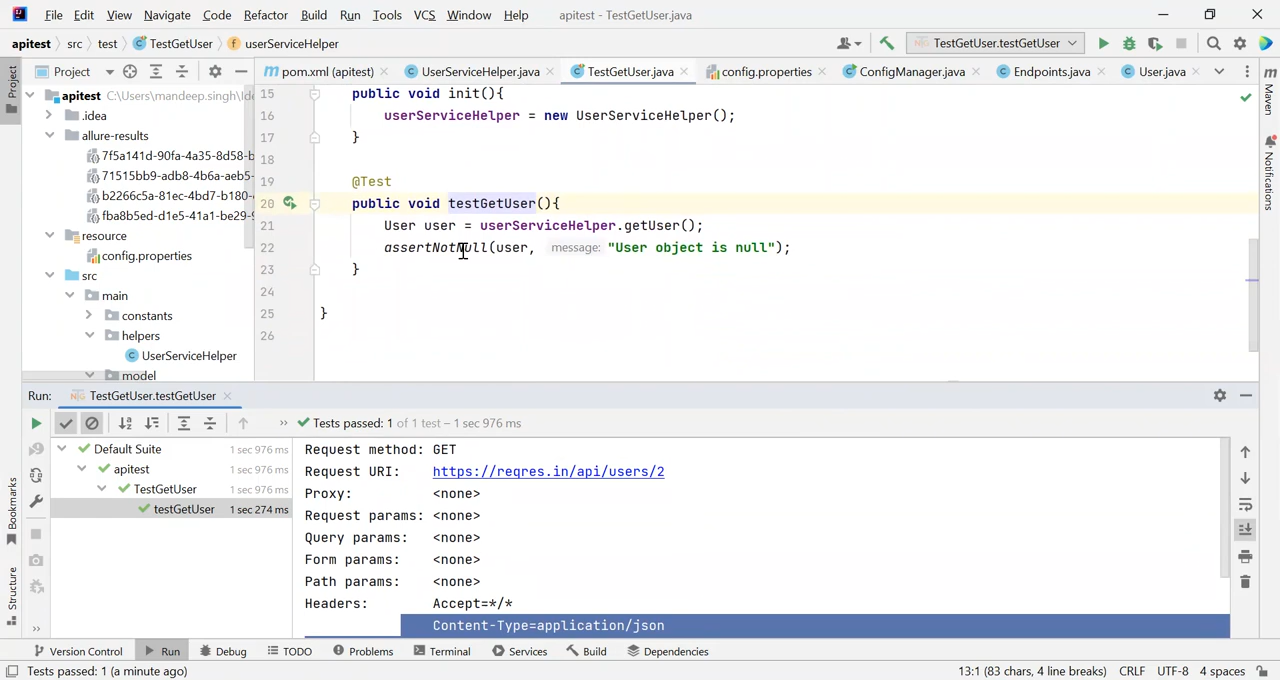 File Edit View Navigate Code Refactor Build Run Tools VCS Window Help apitest - TestGetUser.java
apitest src test TestGetUser userServiceHelper TestGetUser.testGetUser
Project pom.xml (apitest) UserServiceHelper.java TestGetUser.java config.properties ConfigManager.java Endpoints.java User.java
Project
Maven
Notifications
Bookmarks
Structure
apitest C:\Users\mandeep.singh\Ide
.idea
allure-results
7f5a141d-90fa-4a35-8d58-b
71515bb9-adb8-4b6a-aeb5-
b2266c5a-81ec-4bd7-b180-
fba8b5ed-d1e5-41a1-be29-9
resource
config.properties
src
main
constants
helpers
UserServiceHelper
model
15 public void init(){
16 userServiceHelper = new UserServiceHelper();
17 }
18
19 @Test
20 public void testGetUser(){
21 User user = userServiceHelper.getUser();
22 assertNotNull(user, message: "User object is null");
23 }
24
25 }
26
Run: TestGetUser.testGetUser
Tests passed: 1 of 1 test – 1 sec 976 ms
Default Suite 1 sec 976 ms
apitest 1 sec 976 ms
TestGetUser 1 sec 976 ms
testGetUser 1 sec 274 ms
Request method: GET
Request URI: https://reqres.in/api/users/2
Proxy: <none>
Request params: <none>
Query params: <none>
Form params: <none>
Path params: <none>
Headers: Accept=*/*
Content-Type=application/json
Version Control Run Debug TODO Problems Terminal Services Build Dependencies
Tests passed: 1 (a minute ago) 13:1 (83 chars, 4 line breaks) CRLF UTF-8 4 spaces